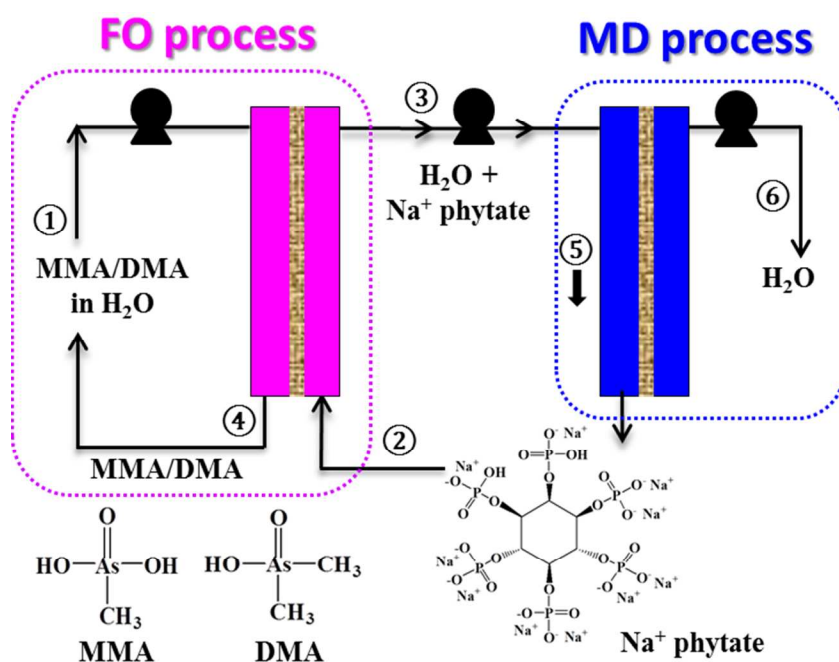 FO process
MD process
①
②
③
④
⑤
⑥
MMA/DMA
in H₂O
H₂O +
Na⁺ phytate
H₂O
MMA/DMA
O
HO As OH
CH₃
MMA
O
HO As CH₃
CH₃
DMA
O⁻ Na⁺
O=P-OH
O
Na⁺ OH
-O-P-O
O
O O⁻ Na⁺
O-P
O⁻ Na⁺
-O O
Na⁺ P
-O O
Na⁺
O O⁻ Na⁺
P
O⁻ Na⁺
O
-O-P=O
Na⁺ O⁻ Na⁺
Na⁺ phytate